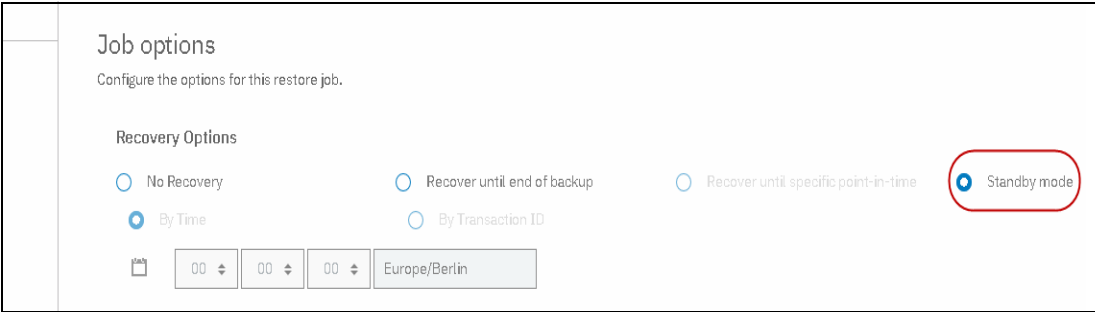 Job options
Configure the options for this restore job.
Recovery Options
No Recovery Recover until end of backup Recover until specific point-in-time Standby mode
By Time By Transaction ID
00 00 00 Europe/Berlin